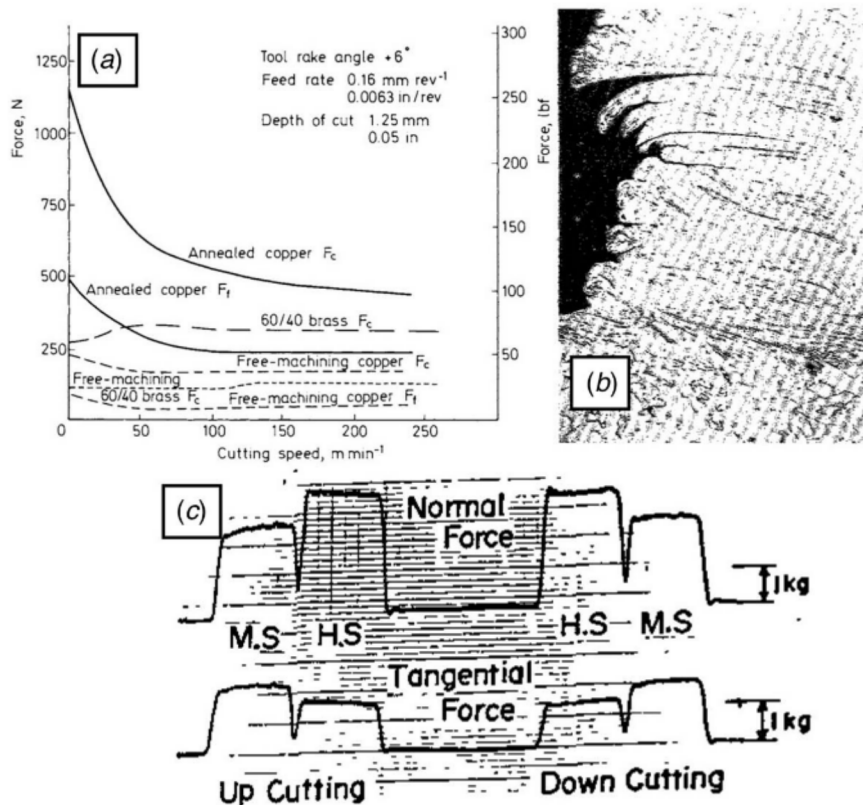 (a)
Force, N
1250
1000
750
500
250
0
Tool rake angle +6°
Feed rate 0.16 mm rev⁻¹
0.0063 in/rev
Depth of cut 1.25 mm
0.05 in
300
250
200
150
100
50
Force, lbf
Annealed copper Fc
Annealed copper Ff
60/40 brass Fc
Free-machining copper Fc
Free-machining
60/40 brass Fc
Free-machining copper Ff
0 50 100 150 200 250
Cutting speed, m min⁻¹
(b)
(c)
Normal
Force
1kg
M.S H.S H.S M.S
Tangential
Force
1kg
Up Cutting Down Cutting